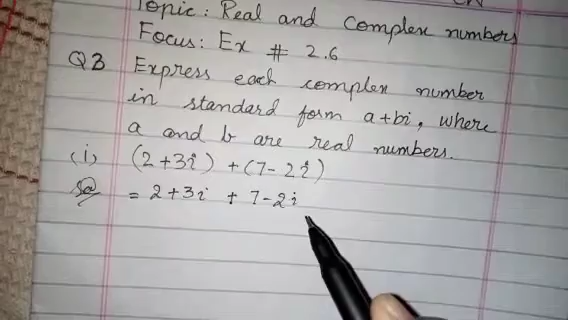 Topic: Real and Complex numbers
Focus: Ex # 2.6
Q3 Express each complex number
in standard form a+bi, where
a and b are real numbers.
(i) (2+3i) + (7-2i)
Sol = 2+3i + 7-2i